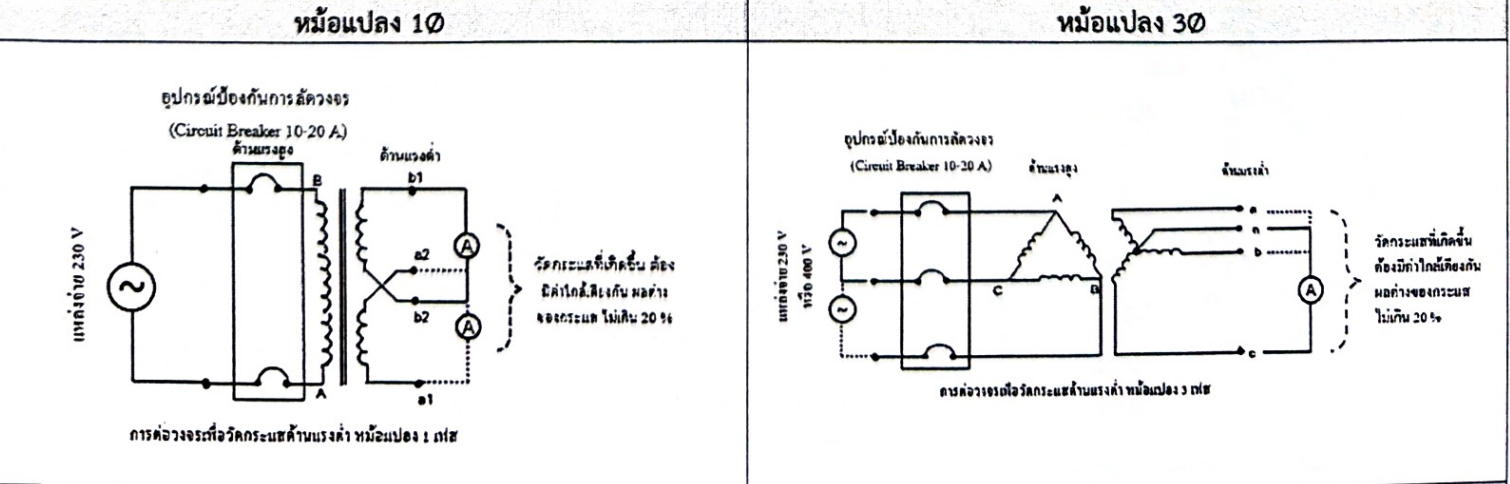 หม้อแปลง 1Ø
อุปกรณ์ป้องกันการลัดวงจร
(Circuit Breaker 10-20 A)
ด้านแรงสูง
ด้านแรงต่ำ
B
b1
A
a2
แหล่งจ่าย 230 V
b2
A
A
a1
วัดกระแสที่เกิดขึ้น ต้อง
มีค่าใกล้เคียงกัน ผลต่าง
ของกระแส ไม่เกิน 20 %
การต่อวงจรเพื่อวัดกระแสด้านแรงต่ำ หม้อแปลง 1 เฟส
หม้อแปลง 3Ø
อุปกรณ์ป้องกันการลัดวงจร
(Circuit Breaker 10-20 A)
ด้านแรงสูง
ด้านแรงต่ำ
A
a
n
b
แหล่งจ่าย 230 V
หรือ 400 V
C
B
A
c
วัดกระแสที่เกิดขึ้น
ต้องมีค่าใกล้เคียงกัน
ผลต่างของกระแส
ไม่เกิน 20 %
การต่อวงจรเพื่อวัดกระแสด้านแรงต่ำ หม้อแปลง 3 เฟส